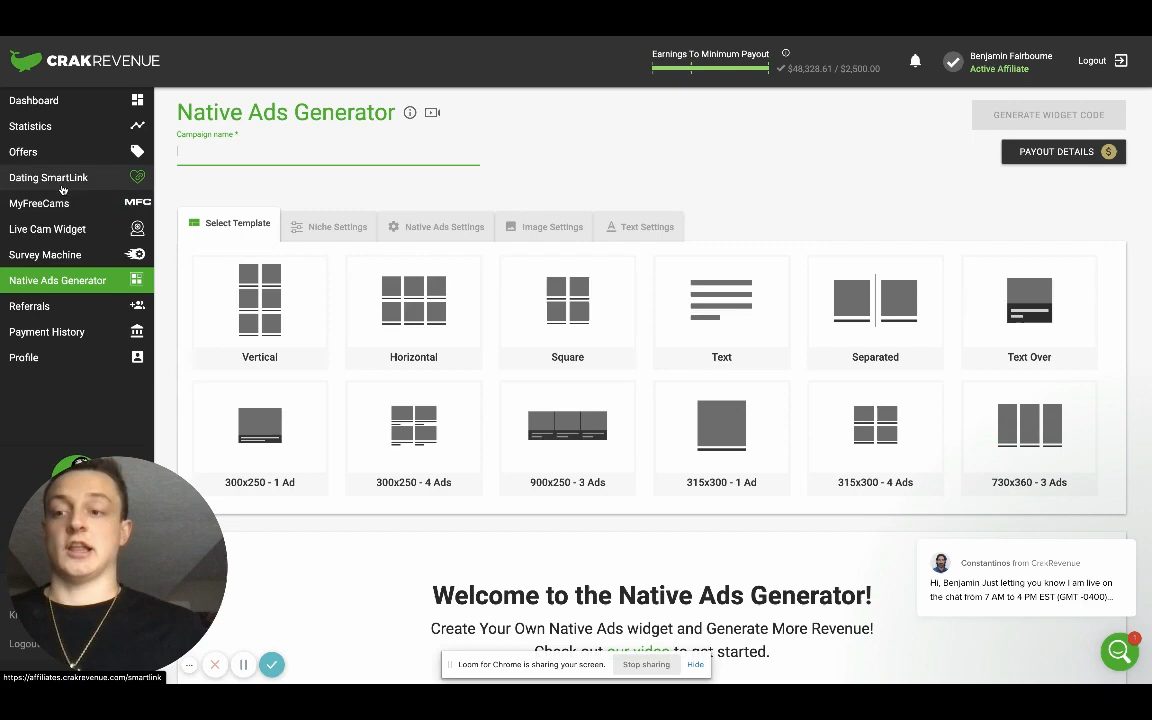 CRAKREVENUE
Earnings To Minimum Payout
$48,328.61 / $2,500.00
Benjamin Fairbourne
Active Affiliate
Logout
Dashboard
Statistics
Offers
Dating SmartLink
MyFreeCams MFC
Live Cam Widget
Survey Machine
Native Ads Generator
Referrals
Payment History
Profile
Logou
Native Ads Generator
Campaign name *
GENERATE WIDGET CODE
PAYOUT DETAILS $
Select Template Niche Settings Native Ads Settings Image Settings Text Settings
Vertical Horizontal Square Text Separated Text Over
300x250 - 1 Ad 300x250 - 4 Ads 900x250 - 3 Ads 315x300 - 1 Ad 315x300 - 4 Ads 730x360 - 3 Ads
Welcome to the Native Ads Generator!
Create Your Own Native Ads widget and Generate More Revenue!
Check out our video to get started.
Constantinos from CrakRevenue
Hi, Benjamin Just letting you know I am live on
the chat from 7 AM to 4 PM EST (GMT -0400)...
1
Loom for Chrome is sharing your screen. Stop sharing Hide
https://affiliates.crakrevenue.com/smartlink